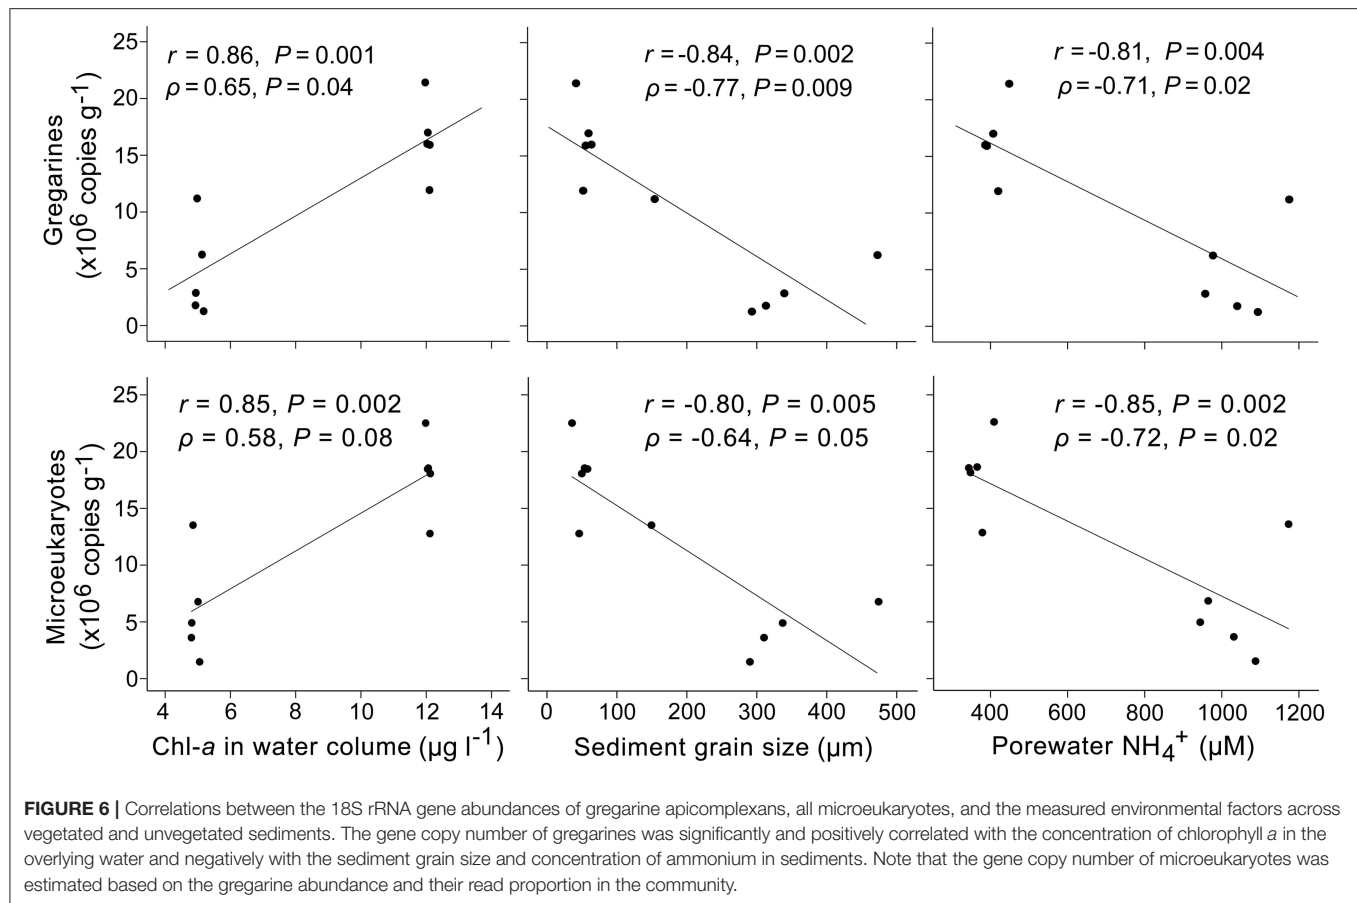 25
20
15
10
5
0
Gregarines
(x10⁶ copies g⁻¹)
r = 0.86, P = 0.001
ρ = 0.65, P = 0.04
r = -0.84, P = 0.002
ρ = -0.77, P = 0.009
r = -0.81, P = 0.004
ρ = -0.71, P = 0.02
25
20
15
10
5
0
Microeukaryotes
(x10⁶ copies g⁻¹)
r = 0.85, P = 0.002
ρ = 0.58, P = 0.08
r = -0.80, P = 0.005
ρ = -0.64, P = 0.05
r = -0.85, P = 0.002
ρ = -0.72, P = 0.02
4 6 8 10 12 14
0 100 200 300 400 500
400 600 800 1000 1200
Chl-a in water colume (µg l⁻¹)
Sediment grain size (µm)
Porewater NH₄⁺ (µM)
FIGURE 6 | Correlations between the 18S rRNA gene abundances of gregarine apicomplexans, all microeukaryotes, and the measured environmental factors across
vegetated and unvegetated sediments. The gene copy number of gregarines was significantly and positively correlated with the concentration of chlorophyll a in the
overlying water and negatively with the sediment grain size and concentration of ammonium in sediments. Note that the gene copy number of microeukaryotes was
estimated based on the gregarine abundance and their read proportion in the community.